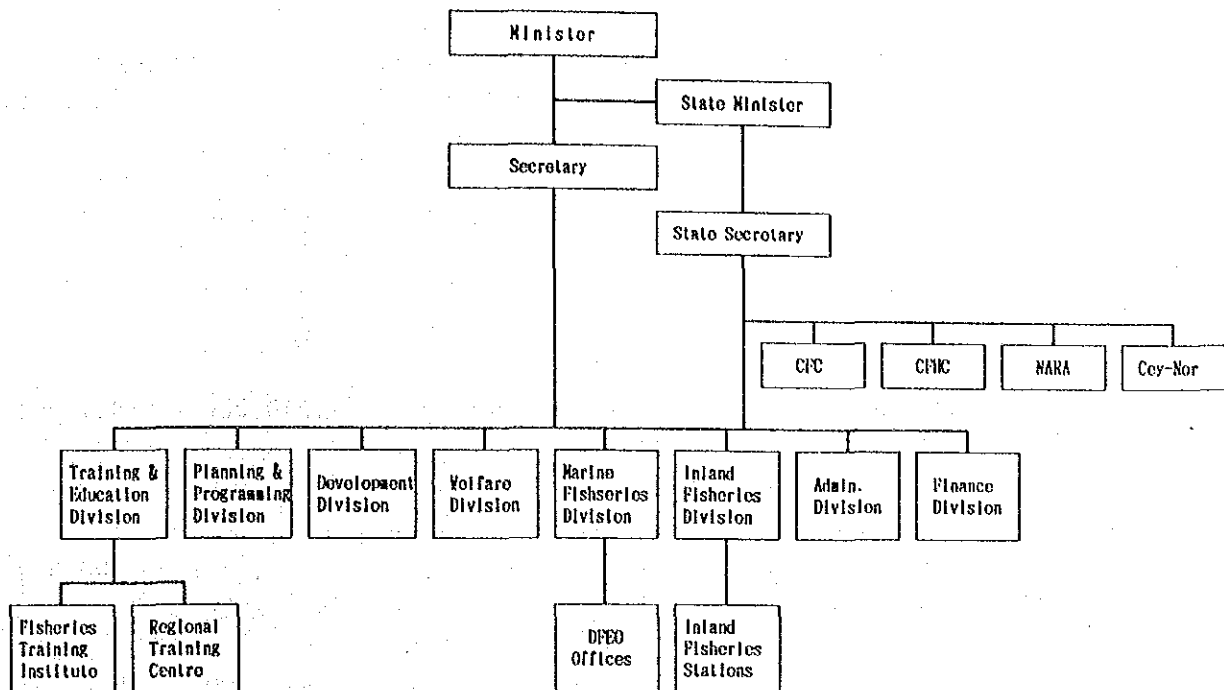 Minister
State Minister
Secretary
State Secretary
CFC
CFHC
NARA
Cey-Nor
Training &
Education
Division
Planning &
Programming
Division
Development
Division
Welfare
Division
Marine
Fishseries
Division
Inland
Fisheries
Division
Admin.
Division
Finance
Division
Fisheries
Training
Institute
Regional
Training
Centre
DFEO
Offices
Inland
Fisheries
Stations